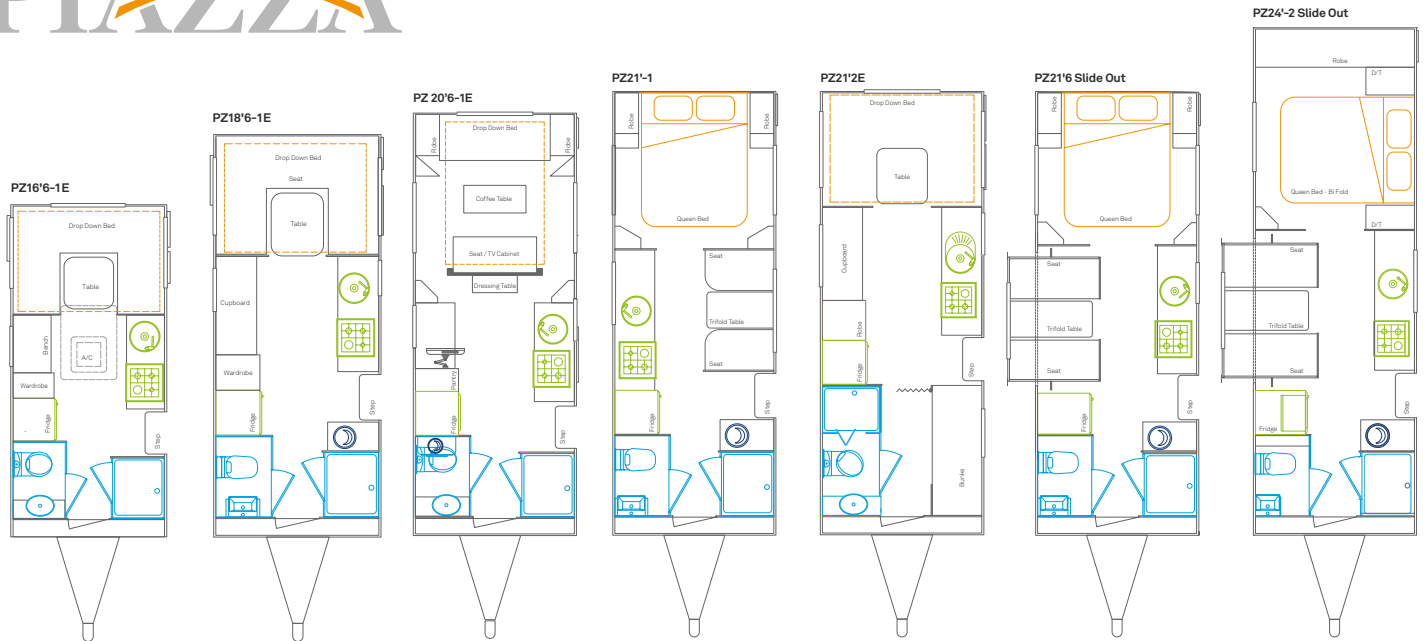 PIAZZA
PZ16'6-1E
Drop Down Bed
Table
A/C
Bench
Wardrobe
Fridge
Step
PZ18'6-1E
Drop Down Bed
Seat
Table
Cupboard
Wardrobe
Fridge
Step
PZ 20'6-1E
Drop Down Bed
Robe
Robe
Coffee Table
Seat / TV Cabinet
Dressing Table
Pantry
Fridge
Step
PZ21'-1
Robe
Robe
Queen Bed
Seat
Trifold Table
Seat
Fridge
Step
PZ21'2E
Drop Down Bed
Table
Cupboard
Robe
Fridge
Step
Bunks
PZ21'6 Slide Out
Robe
Robe
Queen Bed
Seat
Trifold Table
Seat
Fridge
Step
PZ24'-2 Slide Out
Robe
D/T
Queen Bed - Bi Fold
D/T
Seat
Trifold Table
Seat
Fridge
Step